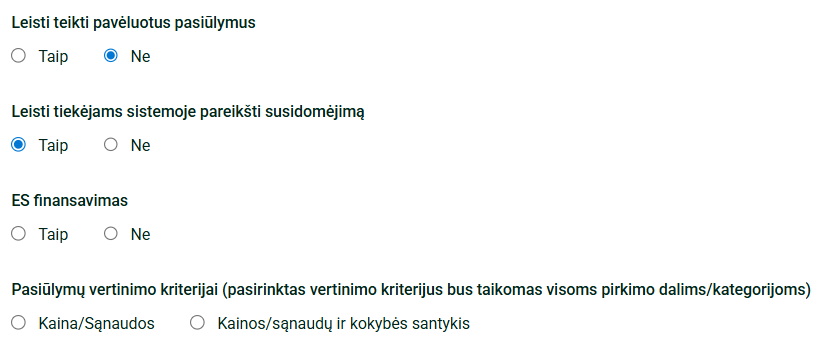 Leisti teikti pavėluotus pasiūlymus
Taip Ne
Leisti tiekėjams sistemoje pareikšti susidomėjimą
Taip Ne
ES finansavimas
Taip Ne
Pasiūlymų vertinimo kriterijai (pasirinktas vertinimo kriterijus bus taikomas visoms pirkimo dalims/kategorijoms)
Kaina/Sąnaudos Kainos/sąnaudų ir kokybės santykis